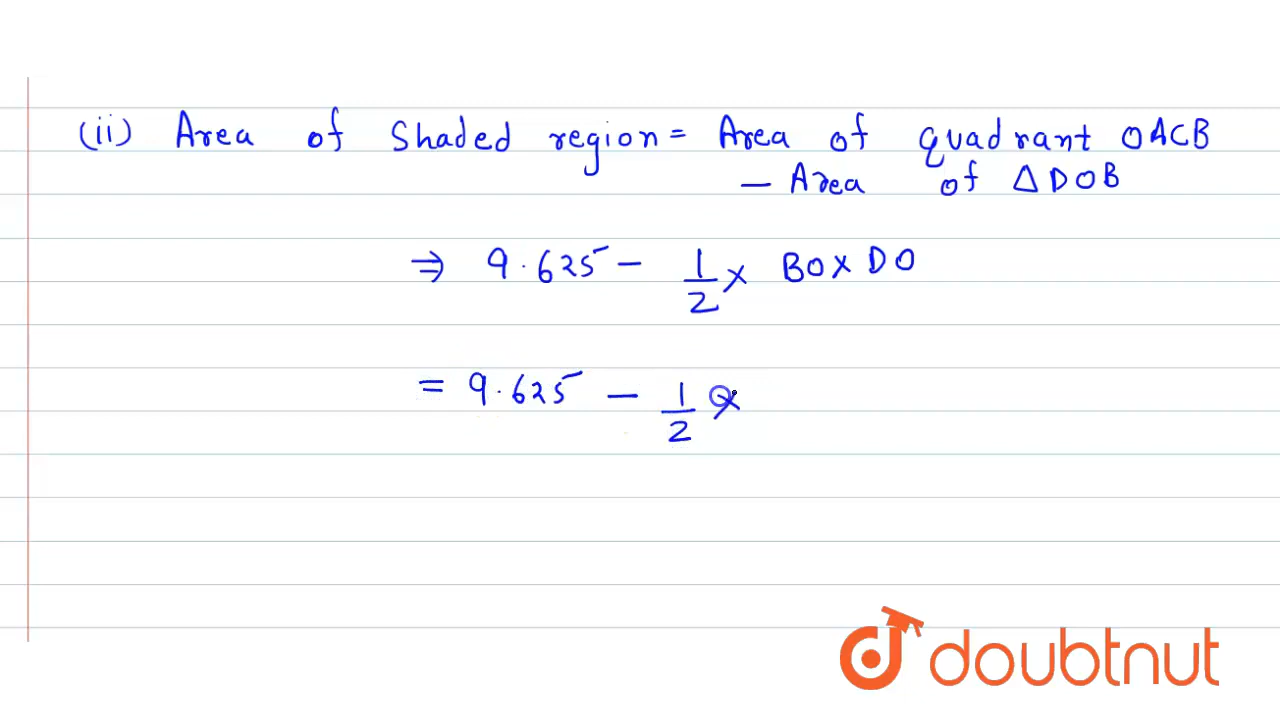 (ii) Area of Shaded region = Area of quadrant OACB
— Area of △DOB
⇒ 9.625 — 1/2 × BO × DO
= 9.625 — 1/2 ×
doubtnut